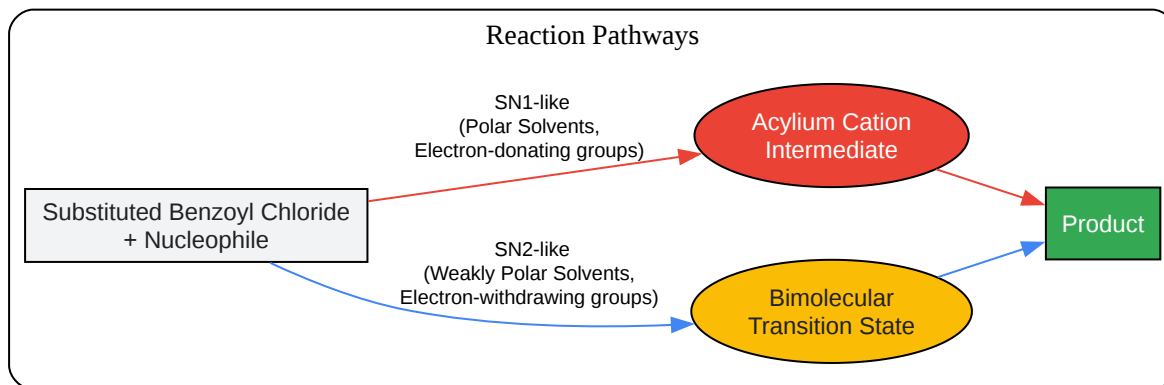 Reaction Pathways
SN1-like
(Polar Solvents,
Electron-donating groups)
Acylium Cation
Intermediate
Substituted Benzoyl Chloride
+ Nucleophile
Product
SN2-like
(Weakly Polar Solvents,
Electron-withdrawing groups)
Bimolecular
Transition State